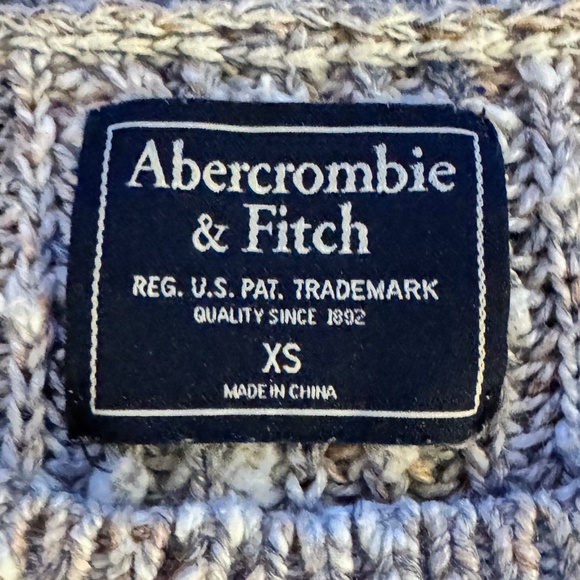 Abercrombie
& Fitch
REG. U.S. PAT. TRADEMARK
QUALITY SINCE 1892
XS
MADE IN CHINA